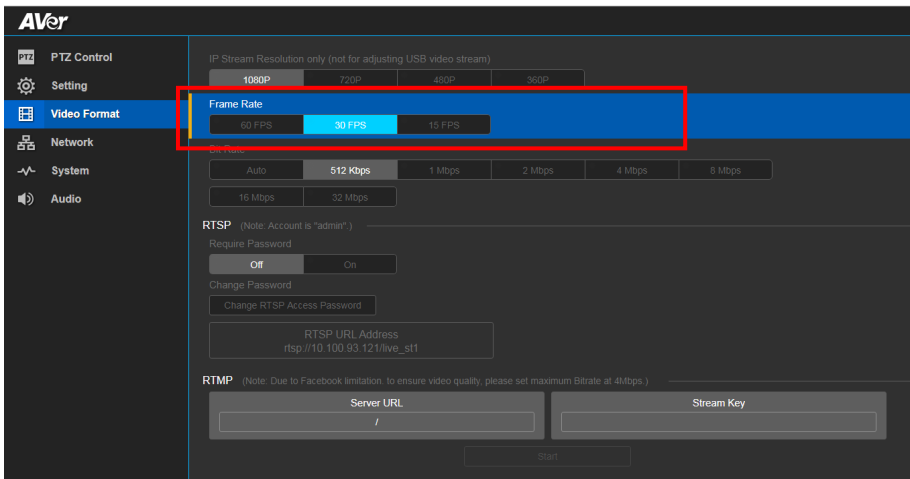 AVer
PTZ PTZ Control
Setting
Video Format
Network
System
Audio
IP Stream Resolution only (not for adjusting USB video stream)
1080P 720P 480P 360P
Frame Rate
60 FPS 30 FPS 15 FPS
Bit Rate
Auto 512 Kbps 1 Mbps 2 Mbps 4 Mbps 8 Mbps
16 Mbps 32 Mbps
RTSP (Note: Account is "admin".)
Require Password
Off On
Change Password
Change RTSP Access Password
RTSP URL Address
rtsp://10.100.93.121/live_st1
RTMP (Note: Due to Facebook limitation to ensure video quality, please set maximum Bitrate at 4Mbps.)
Server URL Stream Key
/
Start